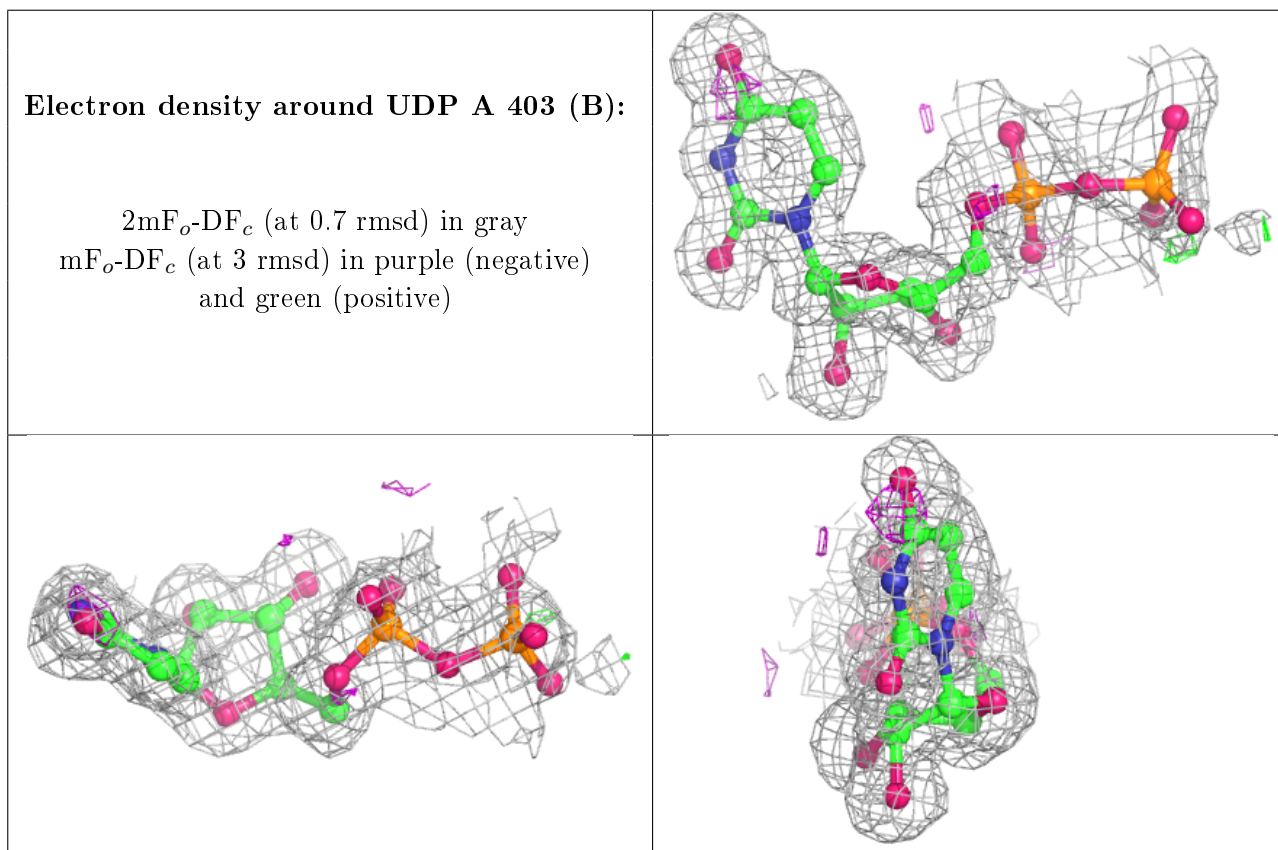 Electron density around UDP A 403 (B):
2mFo-DFc (at 0.7 rmsd) in gray
mFo-DFc (at 3 rmsd) in purple (negative)
and green (positive)